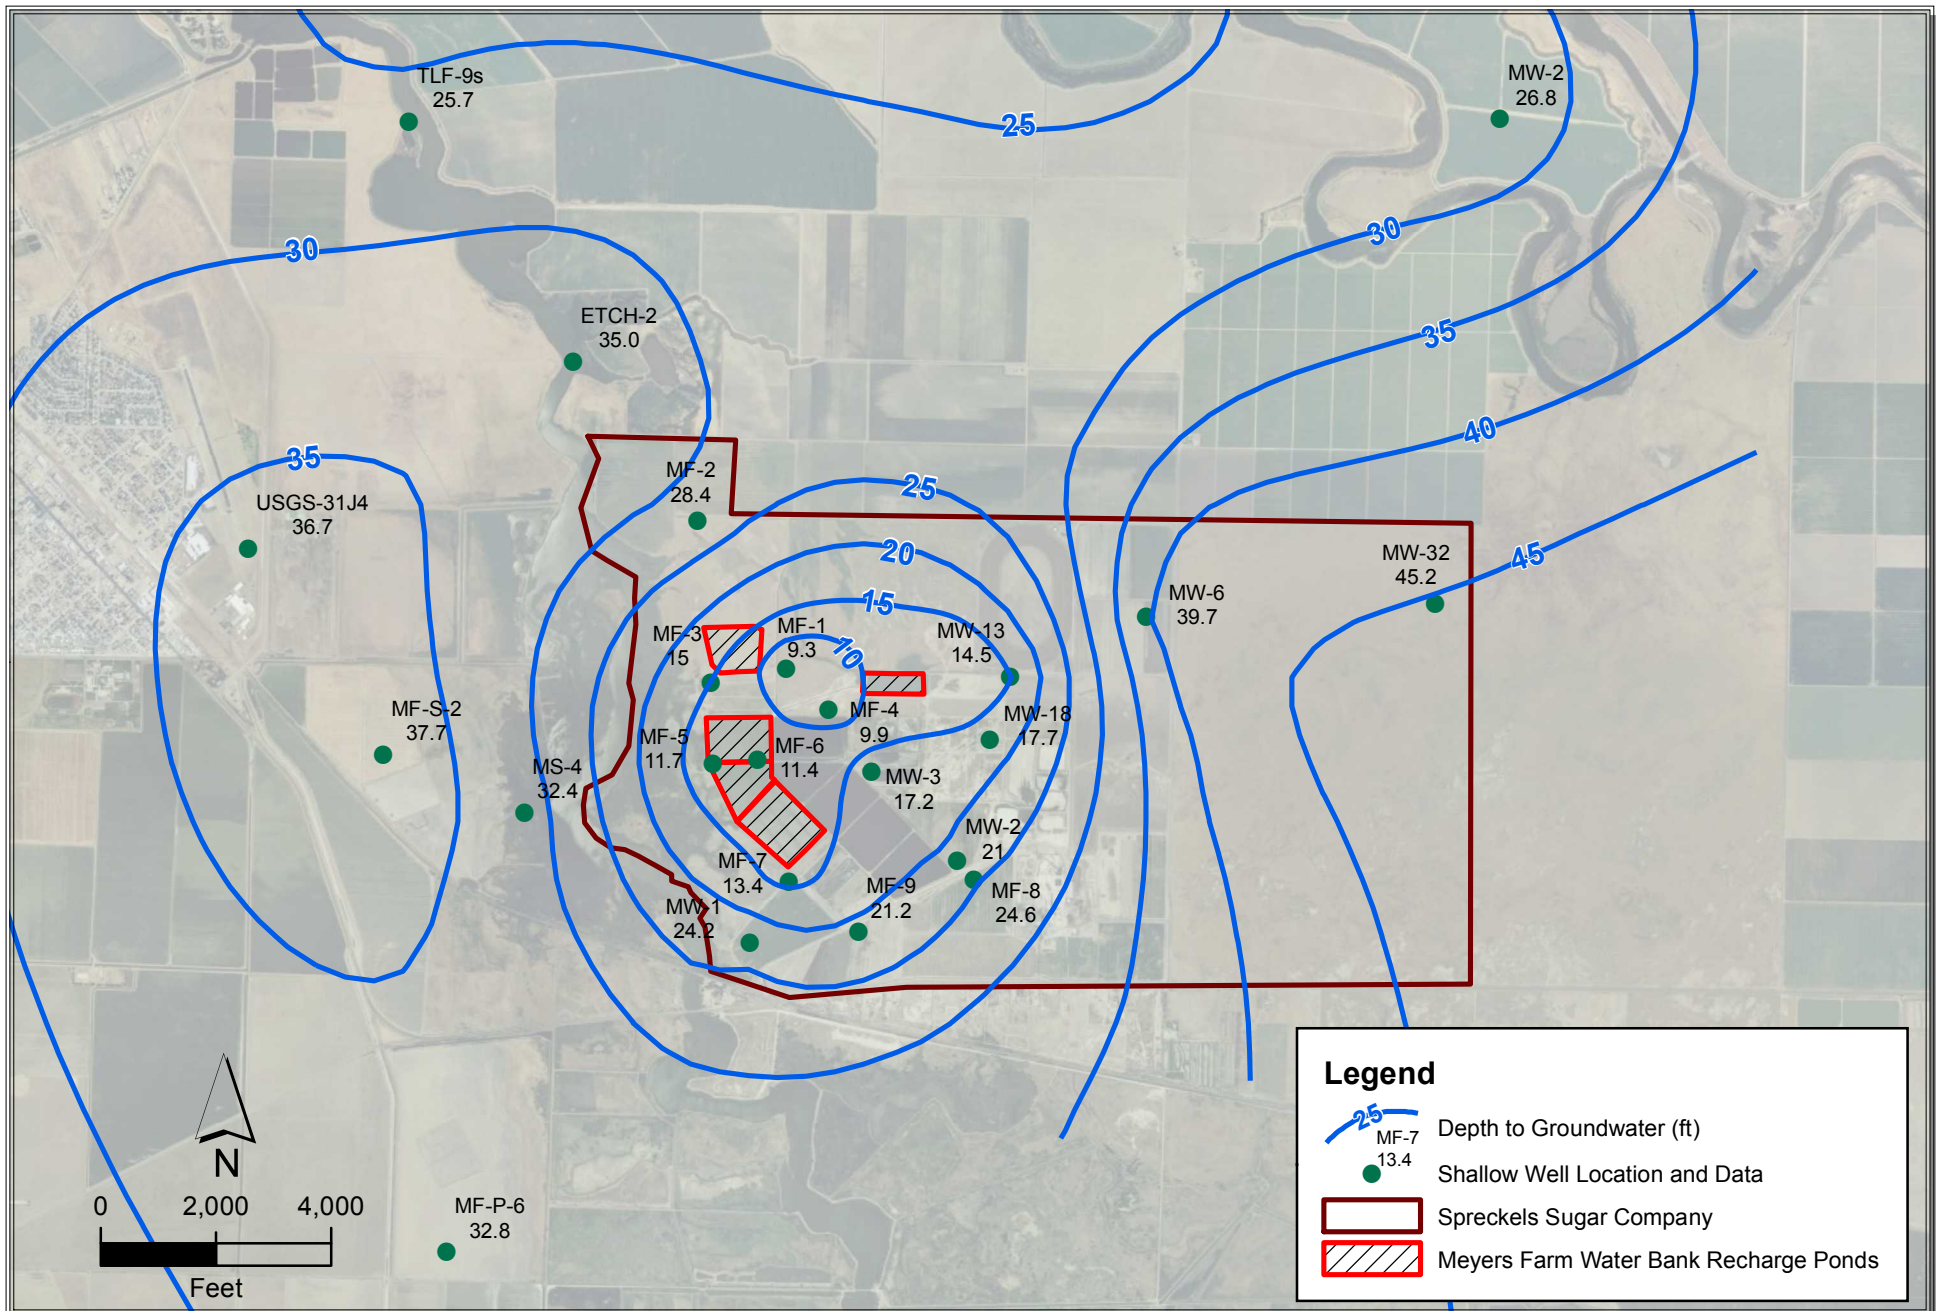 TLF-9s
25.7
MW-2
26.8
25
30
30
ETCH-2
35.0
35
40
35
MF-2
28.4
25
USGS-31J4
36.7
20
45
MW-32
45.2
15
MW-6
39.7
MF-3
15
MF-1
9.3
10
MW-13
14.5
MF-S-2
37.7
MF-4
9.9
MW-18
17.7
MF-5
11.7
MF-6
11.4
MS-4
32.4
MW-3
17.2
MW-2
21
MF-7
13.4
MF-9
21.2
MF-8
24.6
MW-1
24.2
N
0 2,000 4,000
Feet
MF-P-6
32.8
Legend
25
MF-7
13.4
Depth to Groundwater (ft)
Shallow Well Location and Data
Spreckels Sugar Company
Meyers Farm Water Bank Recharge Ponds